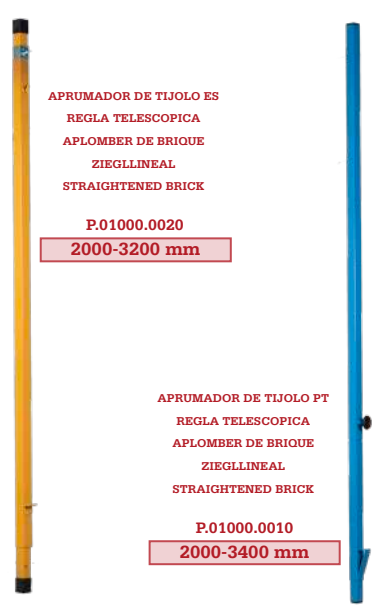 APRUMADOR DE TIJOLO ES
REGLA TELESCOPICA
APLOMBER DE BRIQUE
ZIEGLLINEAL
STRAIGHTENED BRICK
P.01000.0020
2000-3200 mm
APRUMADOR DE TIJOLO PT
REGLA TELESCOPICA
APLOMBER DE BRIQUE
ZIEGLLINEAL
STRAIGHTENED BRICK
P.01000.0010
2000-3400 mm